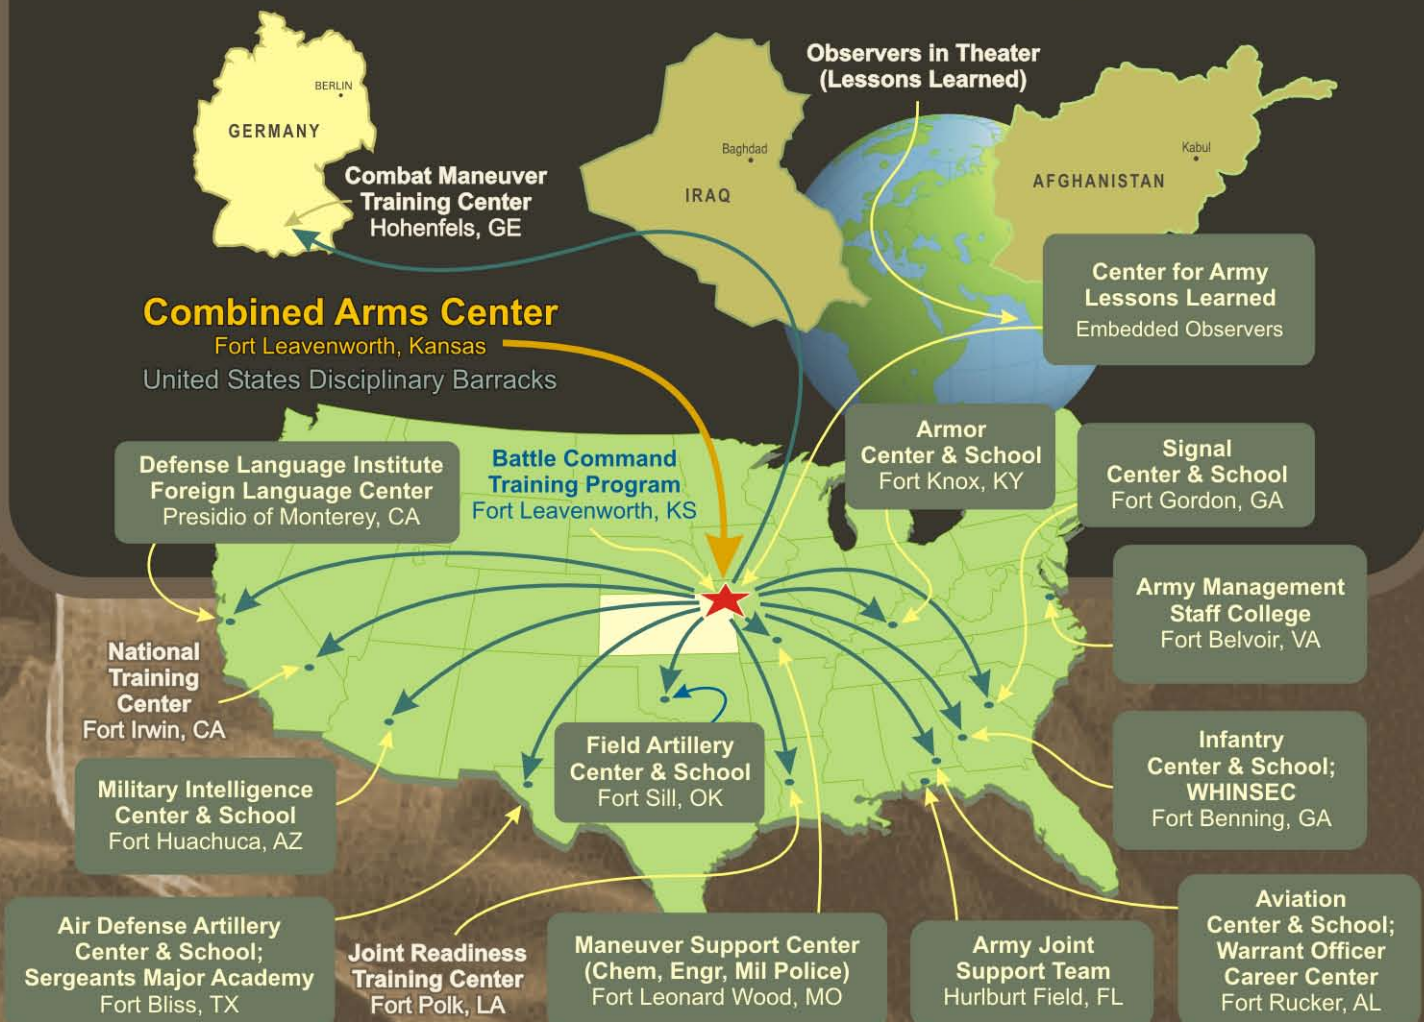 BERLIN
GERMANY
Combat Maneuver
Training Center
Hohenfels, GE
Baghdad
IRAQ
Observers in Theater
(Lessons Learned)
Kabul
AFGHANISTAN
Center for Army
Lessons Learned
Embedded Observers
Combined Arms Center
Fort Leavenworth, Kansas
United States Disciplinary Barracks
Defense Language Institute
Foreign Language Center
Presidio of Monterey, CA
Battle Command
Training Program
Fort Leavenworth, KS
Armor
Center & School
Fort Knox, KY
Signal
Center & School
Fort Gordon, GA
Army Management
Staff College
Fort Belvoir, VA
National
Training
Center
Fort Irwin, CA
Military Intelligence
Center & School
Fort Huachuca, AZ
Field Artillery
Center & School
Fort Sill, OK
Infantry
Center & School;
WHINSEC
Fort Benning, GA
Air Defense Artillery
Center & School;
Sergeants Major Academy
Fort Bliss, TX
Joint Readiness
Training Center
Fort Polk, LA
Maneuver Support Center
(Chem, Engr, Mil Police)
Fort Leonard Wood, MO
Army Joint
Support Team
Hurlburt Field, FL
Aviation
Center & School;
Warrant Officer
Career Center
Fort Rucker, AL